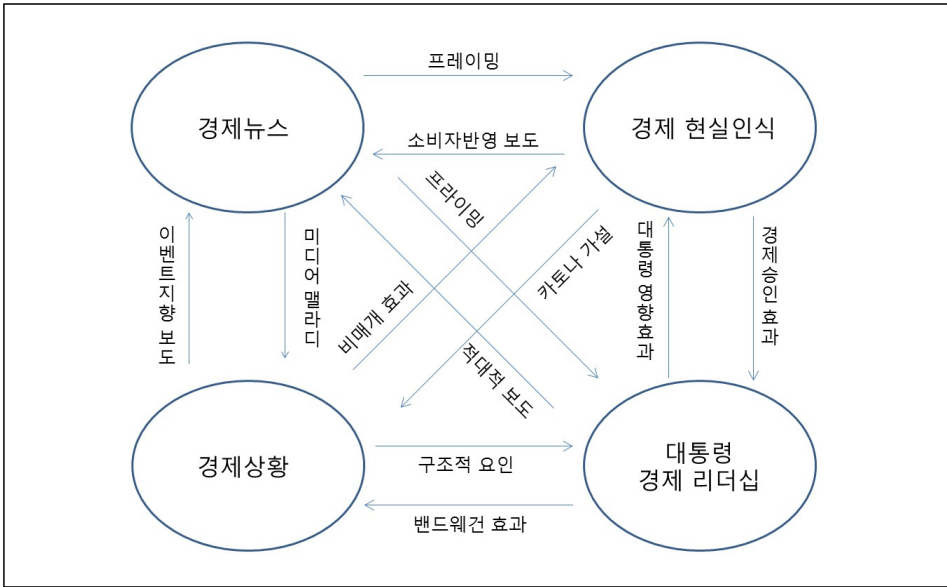 프레이밍
경제뉴스
경제 현실인식
소비자반영 보도
프라이밍
이벤트지향 보도
미디어 맬라디
비매개 효과
카토나 가설
대통령 영향효과
경제승인 효과
적대적 보도
경제상황
구조적 요인
대통령
경제 리더십
밴드웨건 효과